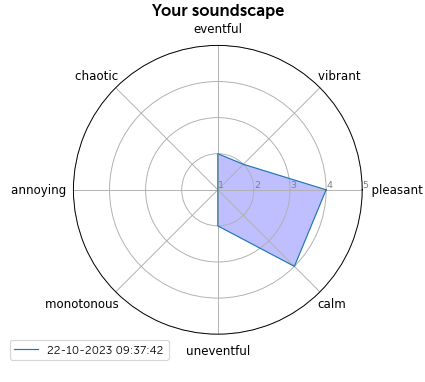 Your soundscape
eventful
chaotic
vibrant
annoying
1 2 3 4 5
pleasant
monotonous
calm
22-10-2023 09:37:42
uneventful